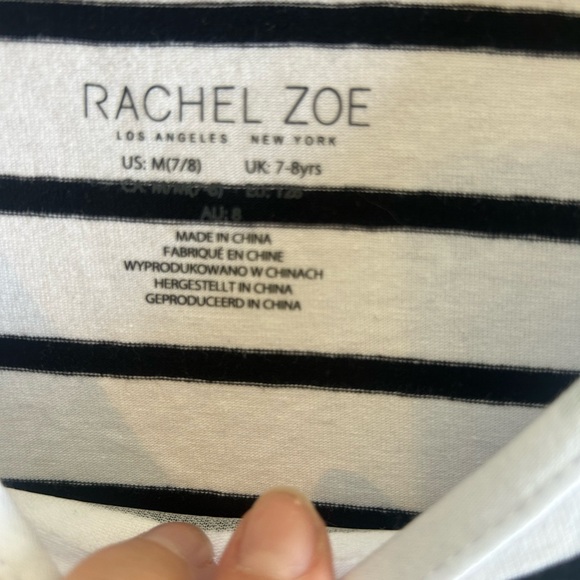 RACHEL ZOE
LOS ANGELES NEW YORK
US: M(7/8) UK: 7-8yrs
AU: 8
MADE IN CHINA
FABRIQUÉ EN CHINE
WYPRODUKOWANO W CHINACH
HERGESTELLT IN CHINA
GEPRODUCEERD IN CHINA